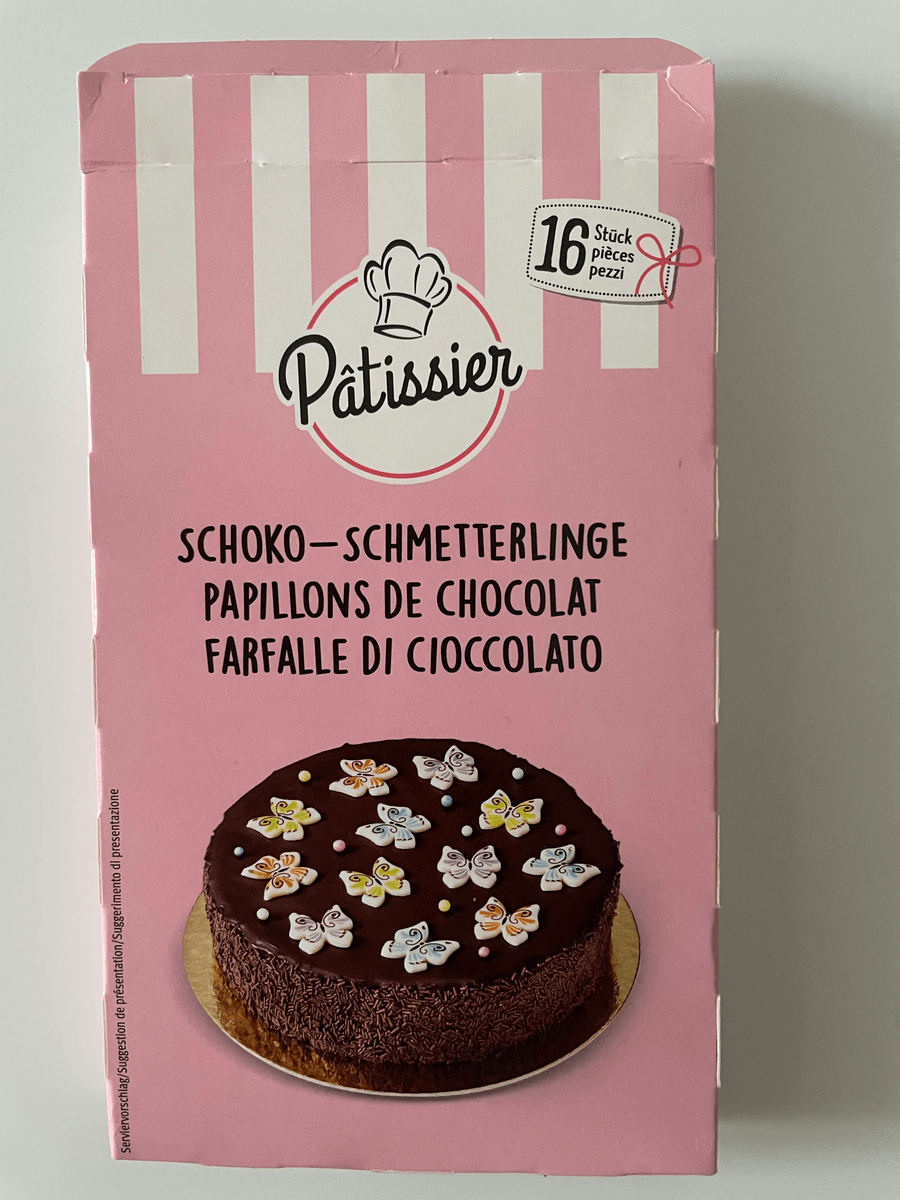 16
Stück
pièces
pezzi
Pâtissier
SCHOKO–SCHMETTERLINGE
PAPILLONS DE CHOCOLAT
FARFALLE DI CIOCCOLATO
Serviervorschlag/Suggestion de présentation/Suggerimento di presentazione